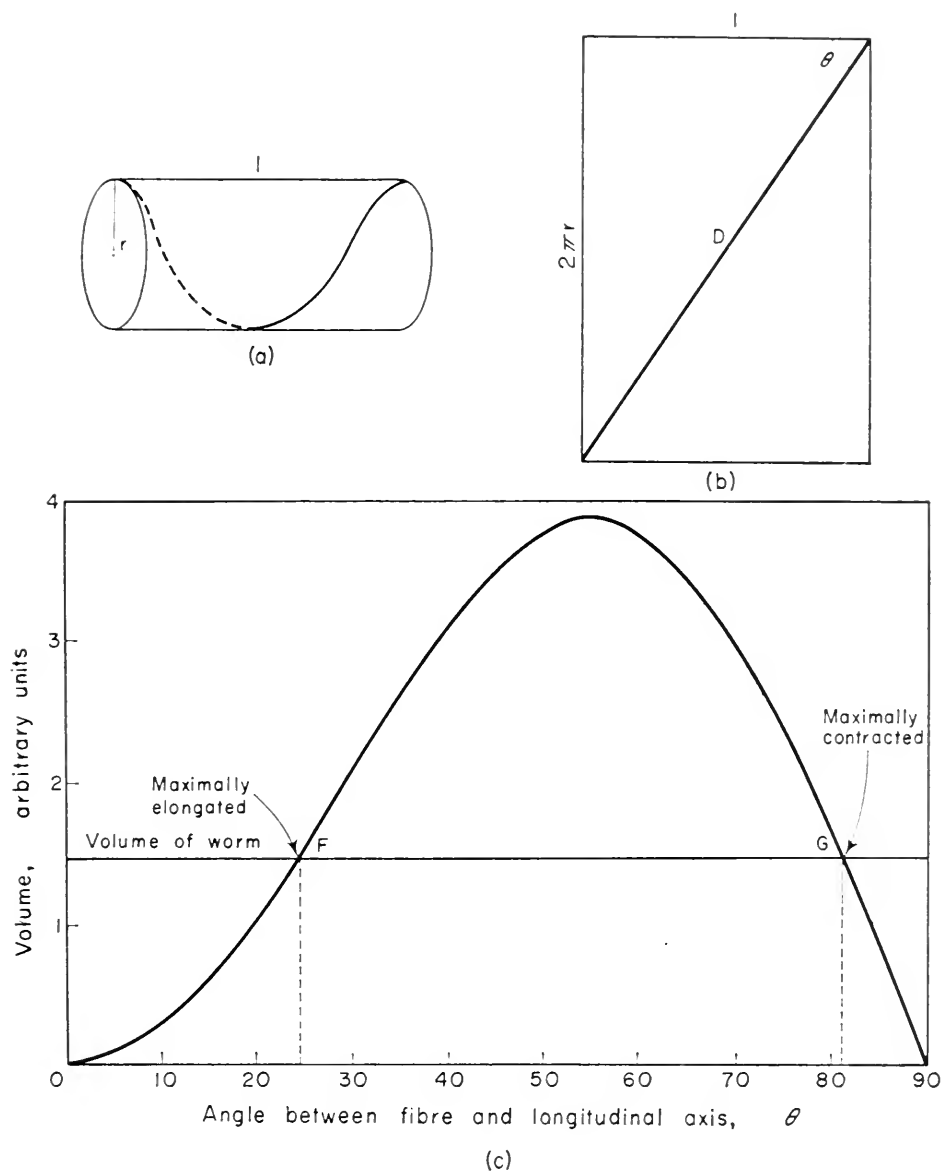 l
r
(a)
l
θ
D
2πr
(b)
4
3
2
1
0
Volume, arbitrary units
Maximally
elongated
Volume of worm
F
G
Maximally
contracted
10 20 30 40 50 60 70 80 90
Angle between fibre and longitudinal axis, θ
(c)